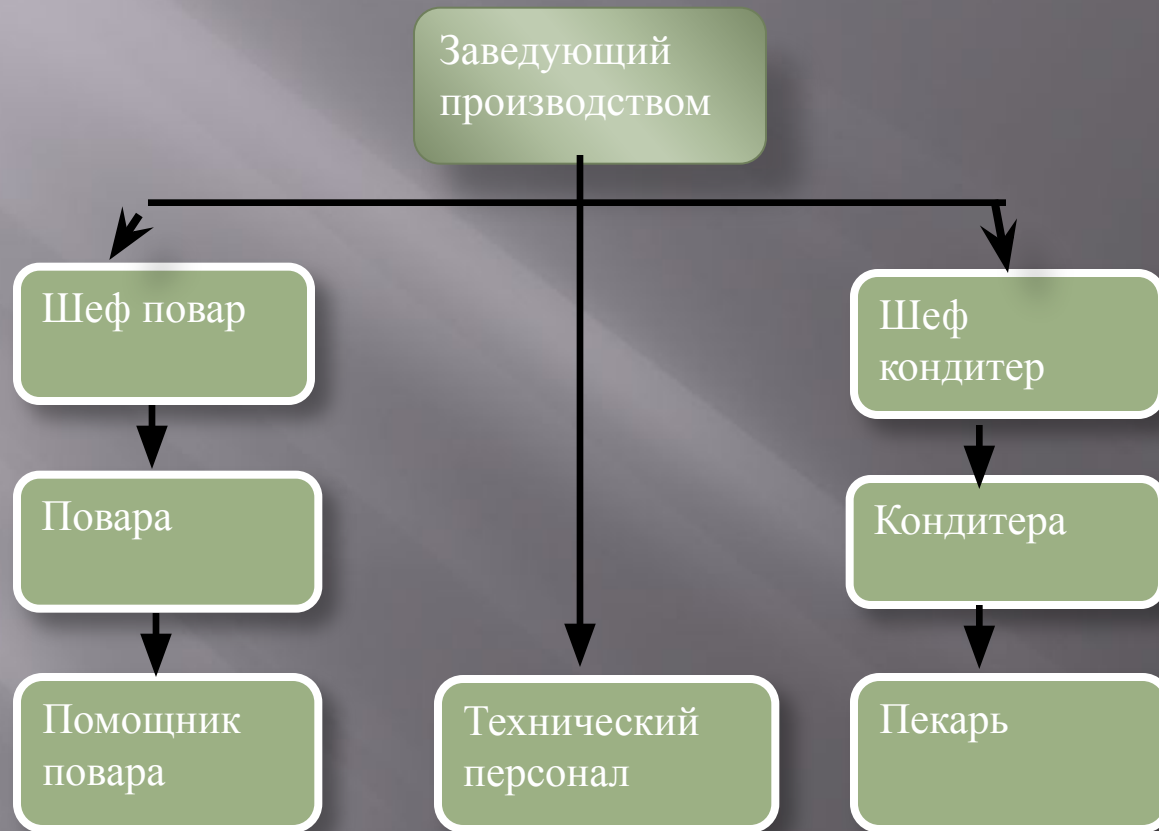 Заведующий
производством
Шеф повар
Шеф
кондитер
Повара
Кондитера
Помощник
повара
Технический
персонал
Пекарь